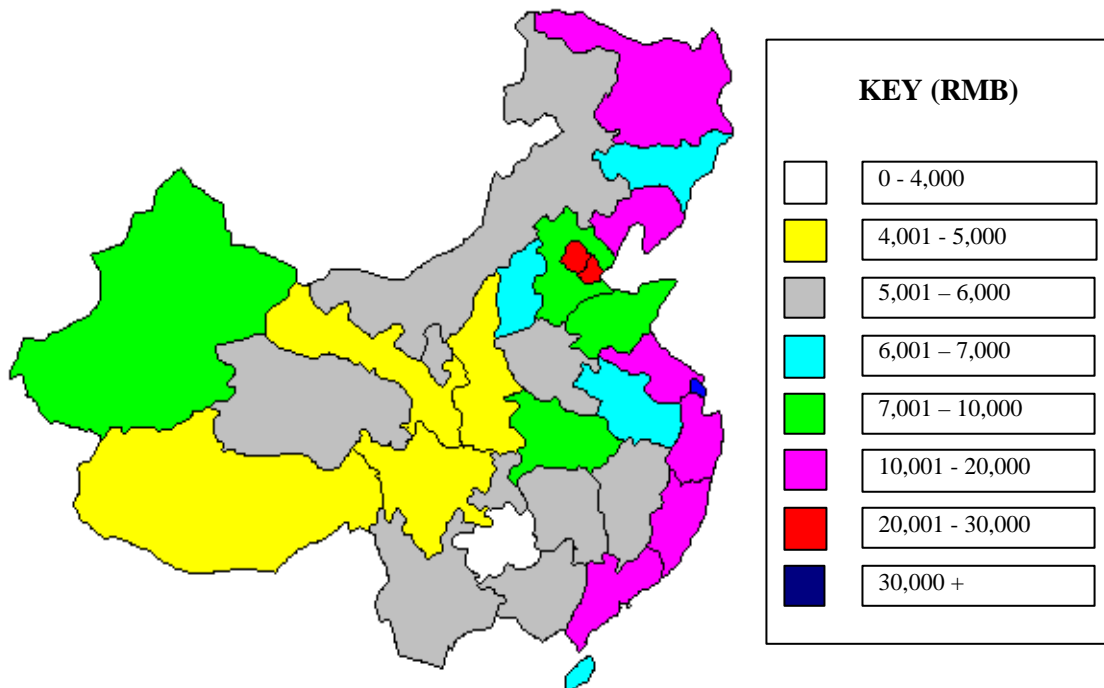 KEY (RMB)
0 - 4,000
4,001 - 5,000
5,001 – 6,000
6,001 – 7,000
7,001 – 10,000
10,001 - 20,000
20,001 - 30,000
30,000 +